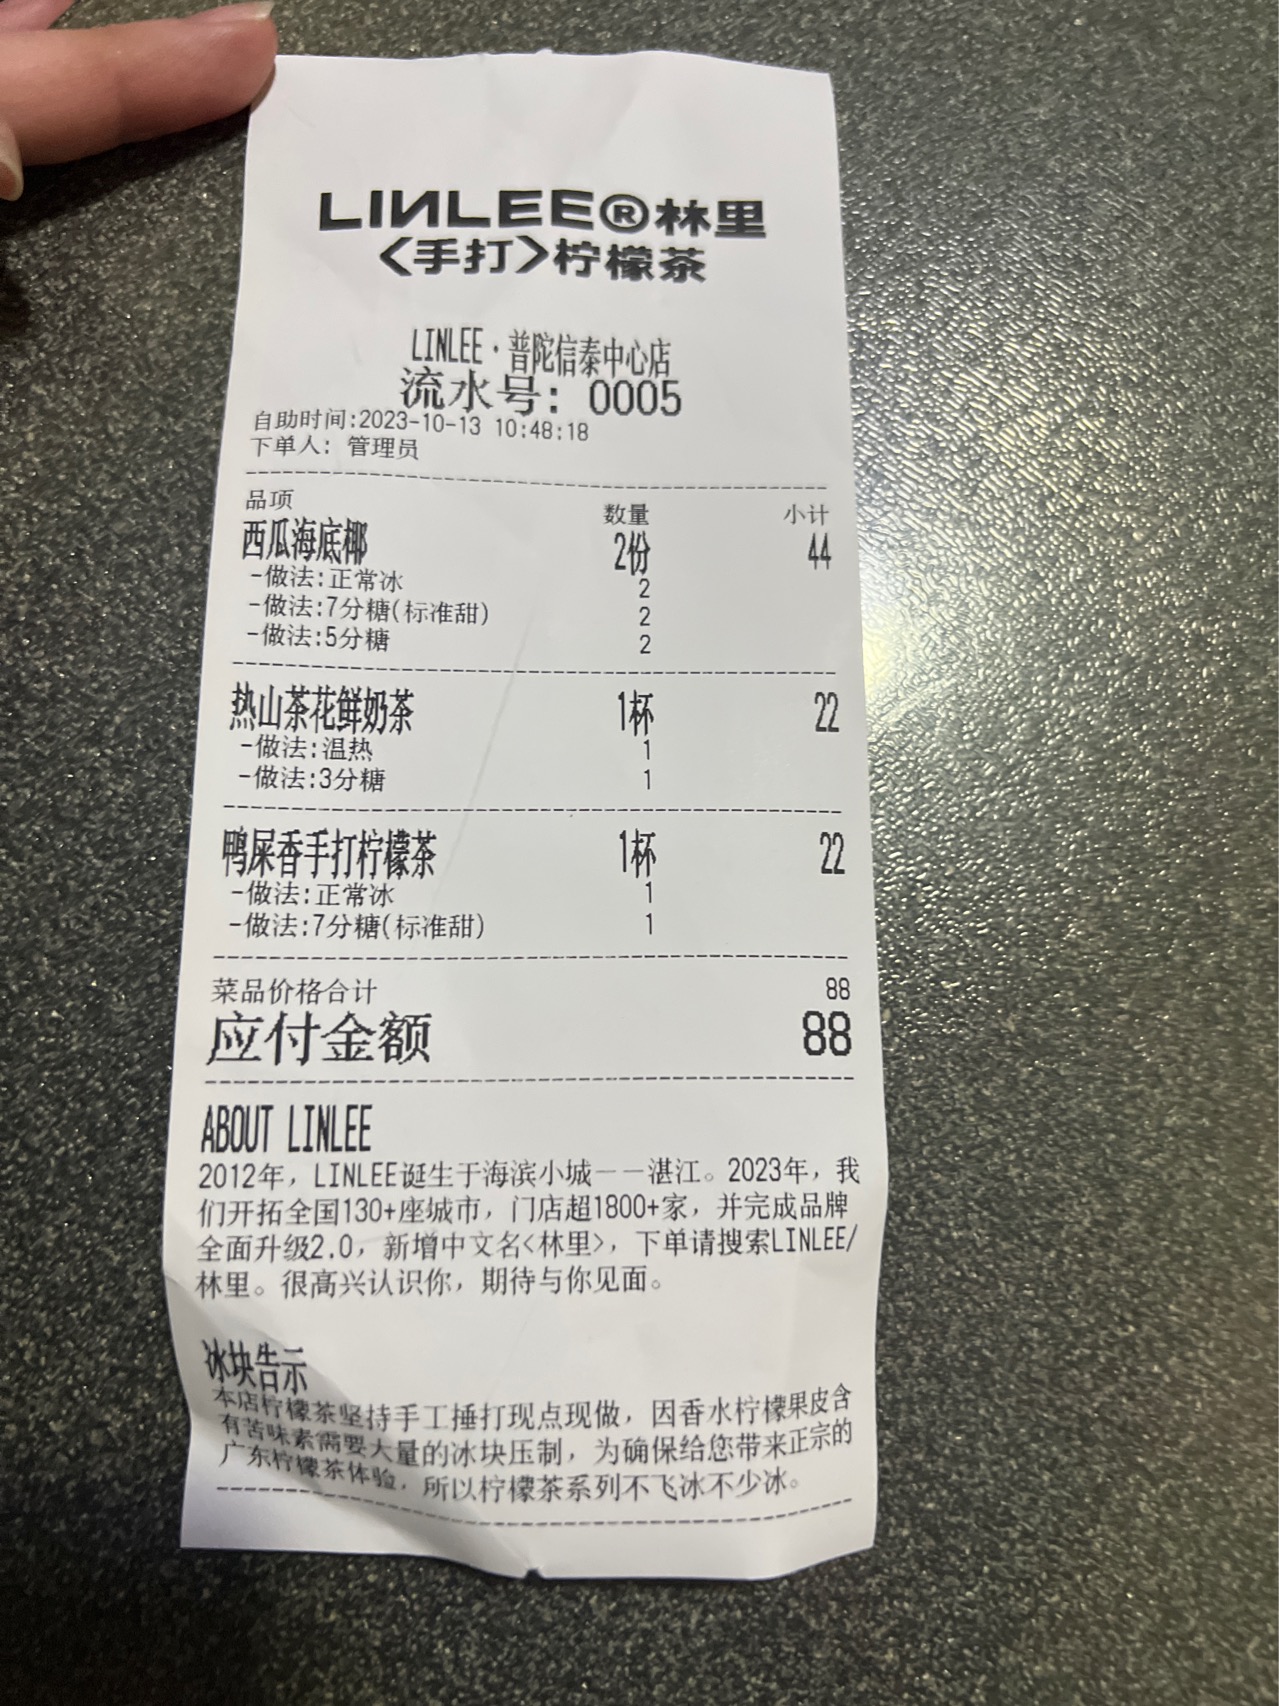 LINLEE®林里
<手打>柠檬茶
LINLEE·普陀信泰中心店
流水号: 0005
自助时间:2023-10-13 10:48:18
下单人: 管理员
品项 数量 小计
西瓜海底椰 2份 44
-做法:正常冰 2
-做法:7分糖(标准甜) 2
-做法:5分糖 2
热山茶花鲜奶茶 1杯 22
-做法:温热 1
-做法:3分糖 1
鸭屎香手打柠檬茶 1杯 22
-做法:正常冰 1
-做法:7分糖(标准甜) 1
菜品价格合计 88
应付金额 88
ABOUT LINLEE
2012年，LINLEE诞生于海滨小城——湛江。2023年，我
们开拓全国130+座城市，门店超1800+家，并完成品牌
全面升级2.0，新增中文名<林里>，下单请搜索LINLEE/
林里。很高兴认识你，期待与你见面。
冰块告示
本店柠檬茶坚持手工捶打现点现做，因香水柠檬果皮含
有苦味素需要大量的冰块压制，为确保给您带来正宗的
广东柠檬茶体验，所以柠檬茶系列不飞冰不少冰。